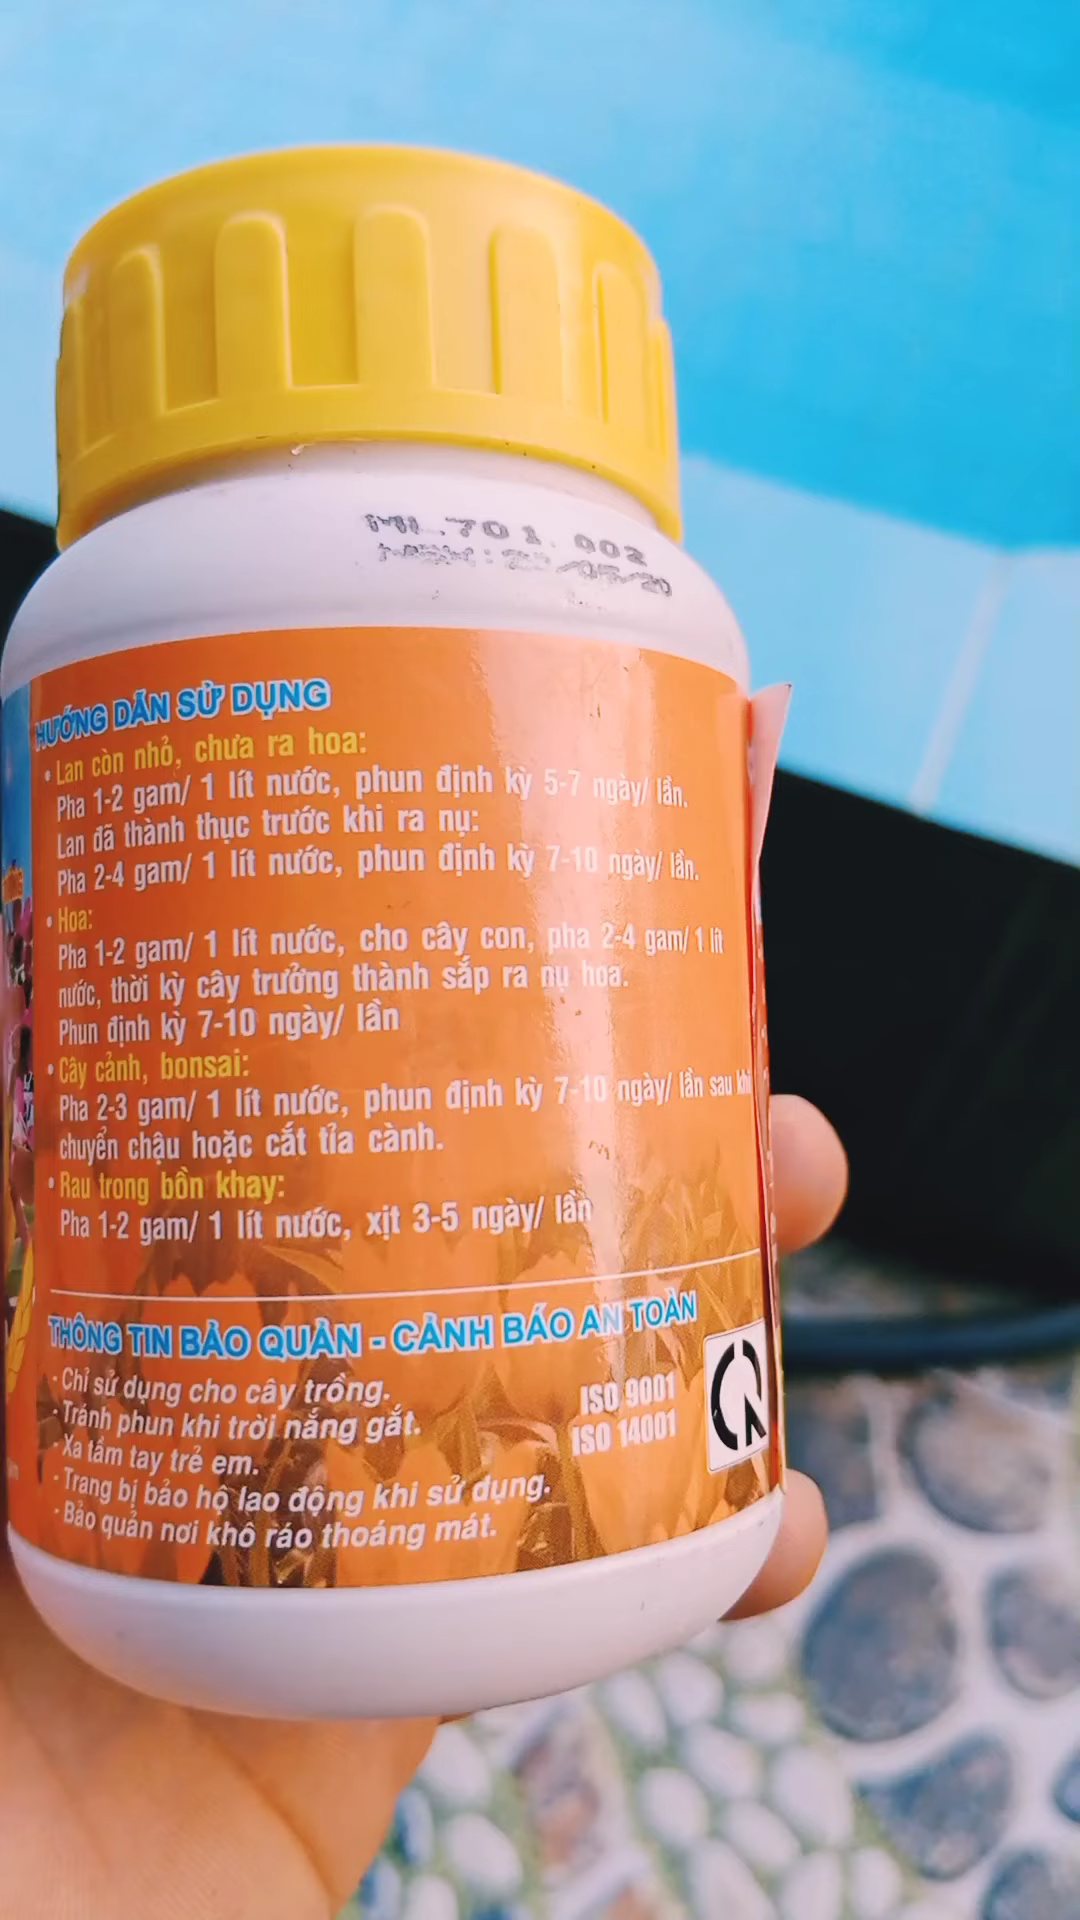 ML.701.002
/05/20
HƯỚNG DẪN SỬ DỤNG
• Lan còn nhỏ, chưa ra hoa:
Pha 1-2 gam/ 1 lít nước, phun định kỳ 5-7 ngày/ lần.
Lan đã thành thục trước khi ra nụ:
Pha 2-4 gam/ 1 lít nước, phun định kỳ 7-10 ngày/ lần.
• Hoa:
Pha 1-2 gam/ 1 lít nước, cho cây con, pha 2-4 gam/ 1 lít
nước, thời kỳ cây trưởng thành sắp ra nụ hoa.
Phun định kỳ 7-10 ngày/ lần
• Cây cảnh, bonsai:
Pha 2-3 gam/ 1 lít nước, phun định kỳ 7-10 ngày/ lần sau khi
chuyển chậu hoặc cắt tỉa cành.
• Rau trong bồn khay:
Pha 1-2 gam/ 1 lít nước, xịt 3-5 ngày/ lần
THÔNG TIN BẢO QUẢN - CẢNH BÁO AN TOÀN
- Chỉ sử dụng cho cây trồng.
- Tránh phun khi trời nắng gắt.
- Xa tầm tay trẻ em.
- Trang bị bảo hộ lao động khi sử dụng.
- Bảo quản nơi khô ráo thoáng mát.
ISO 9001
ISO 14001